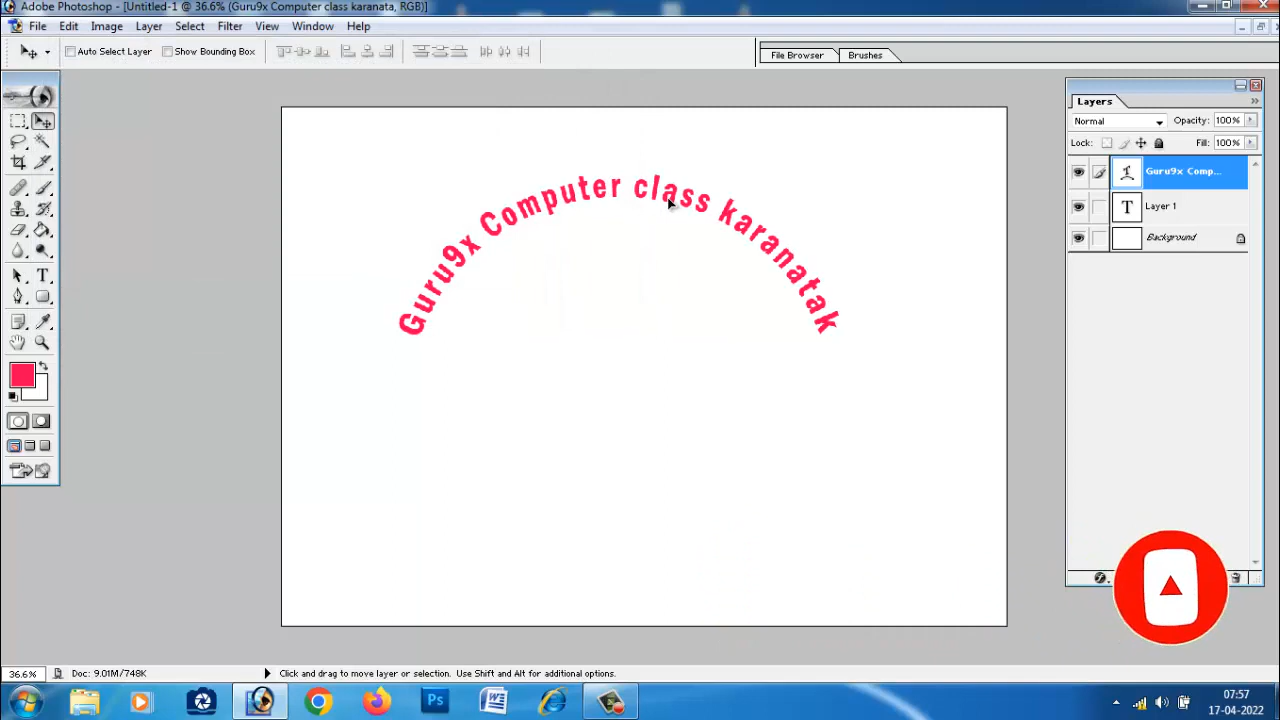 Adobe Photoshop - [Untitled-1 @ 36.6% (Guru9x Computer class karanata, RGB)]
File Edit Image Layer Select Filter View Window Help
Auto Select Layer Show Bounding Box
File Browser Brushes
Layers
Normal Opacity: 100%
Lock: Fill: 100%
Guru9x Comp...
T Layer 1
Background
Guru9x Computer class karanatak
T
36.6% Doc: 9.01M/748K Click and drag to move layer or selection. Use Shift and Alt for additional options.
Ps
W
07:57
17-04-2022